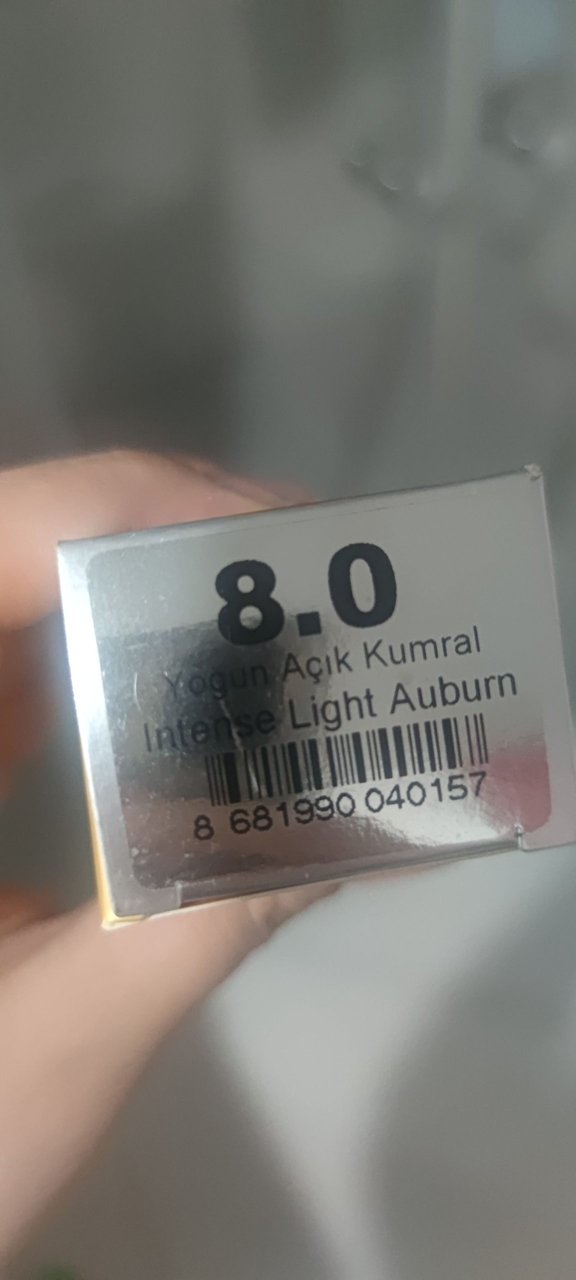 8.0
Yoğun Açık Kumral
Intense Light Auburn
8 681990 040157